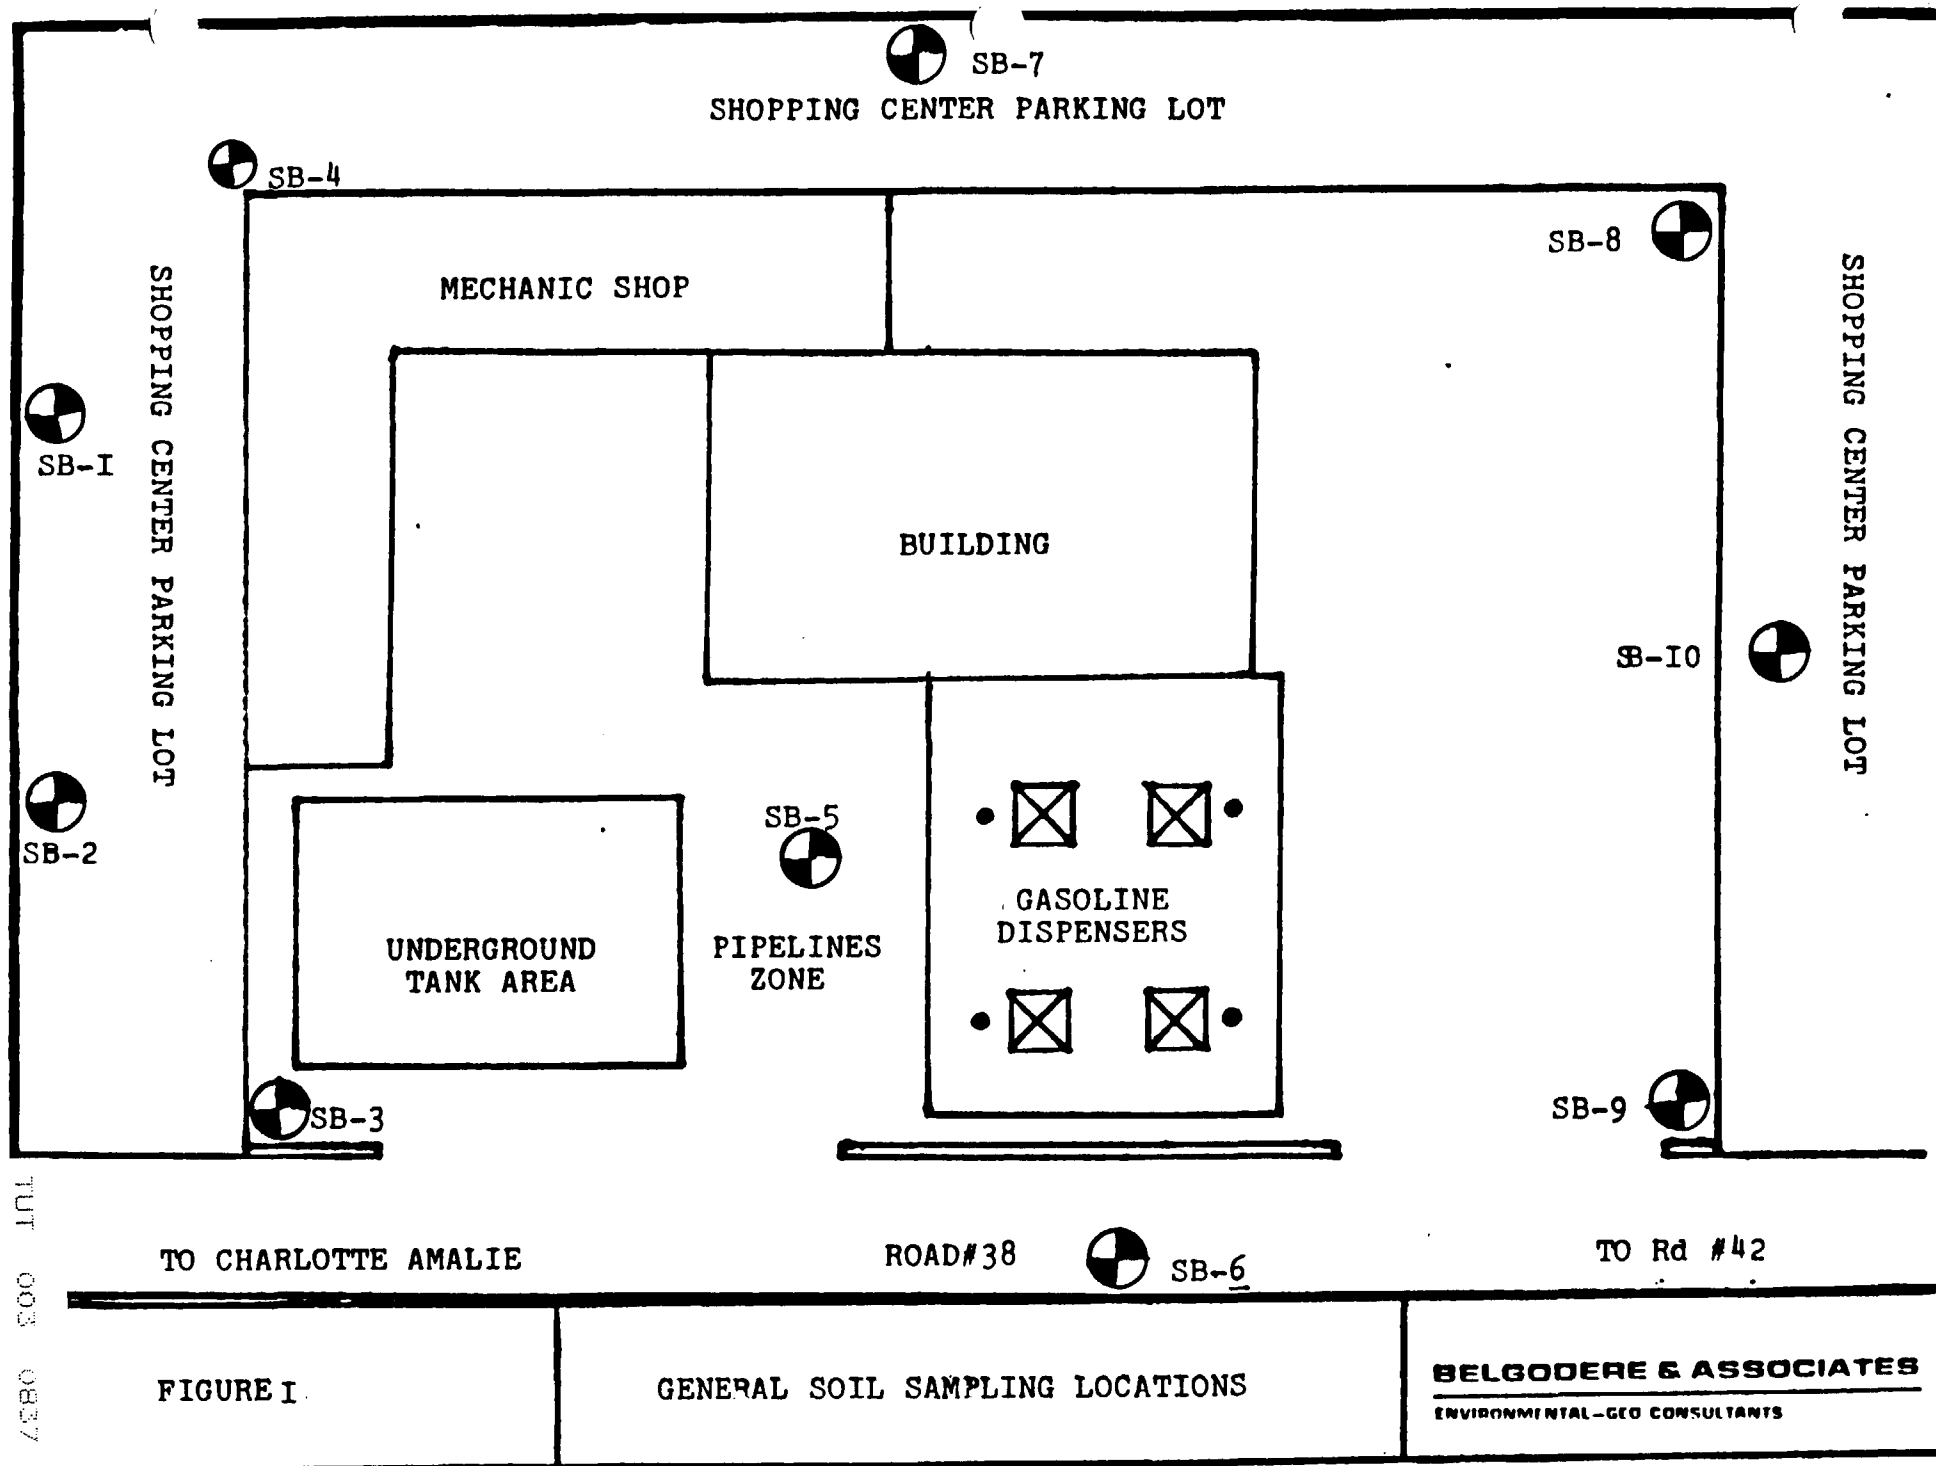 SB-7
SHOPPING CENTER PARKING LOT
SB-4
SB-8
MECHANIC SHOP
SHOPPING CENTER PARKING LOT
SHOPPING CENTER PARKING LOT
SB-I
BUILDING
SB-I0
SB-5
SB-2
GASOLINE
DISPENSERS
UNDERGROUND
TANK AREA
PIPELINES
ZONE
SB-3
SB-9
TO CHARLOTTE AMALIE
ROAD#38
SB-6
TO Rd #42
TUT 003 0837
FIGURE I
GENERAL SOIL SAMPLING LOCATIONS
BELGODERE & ASSOCIATES
ENVIRONMENTAL-GEO CONSULTANTS